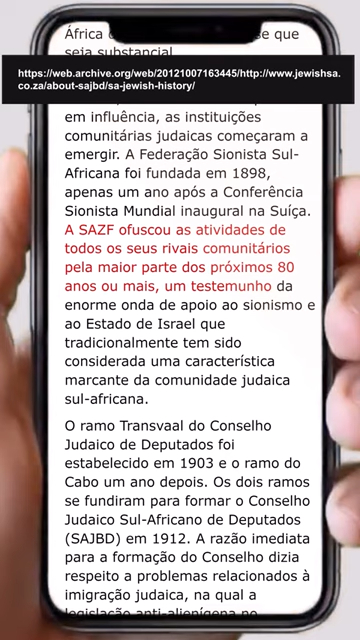 África
se que
seja substancial
https://web.archive.org/web/20121007163445/http://www.jewishsa.
co.za/about-sajbd/sa-jewish-history/
em influência, as instituições
comunitárias judaicas começaram a
emergir. A Federação Sionista Sul-
Africana foi fundada em 1898,
apenas um ano após a Conferência
Sionista Mundial inaugural na Suíça.
A SAZF ofuscou as atividades de
todos os seus rivais comunitários
pela maior parte dos próximos 80
anos ou mais, um testemunho da
enorme onda de apoio ao sionismo e
ao Estado de Israel que
tradicionalmente tem sido
considerada uma característica
marcante da comunidade judaica
sul-africana.
O ramo Transvaal do Conselho
Judaico de Deputados foi
estabelecido em 1903 e o ramo do
Cabo um ano depois. Os dois ramos
se fundiram para formar o Conselho
Judaico Sul-Africano de Deputados
(SAJBD) em 1912. A razão imediata
para a formação do Conselho dizia
respeito a problemas relacionados à
imigração judaica, na qual a
legislação anti-alienígena no